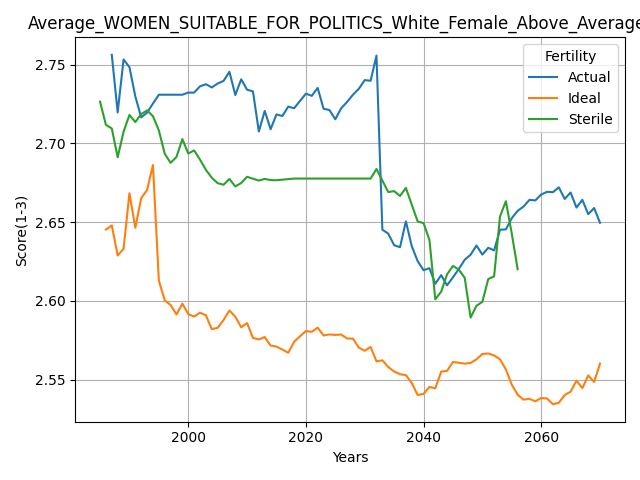 Average_WOMEN_SUITABLE_FOR_POLITICS_White_Female_Above_Average
Fertility
Actual
Ideal
Sterile
2.75
2.70
2.65
2.60
2.55
Score(1-3)
2000 2020 2040 2060
Years